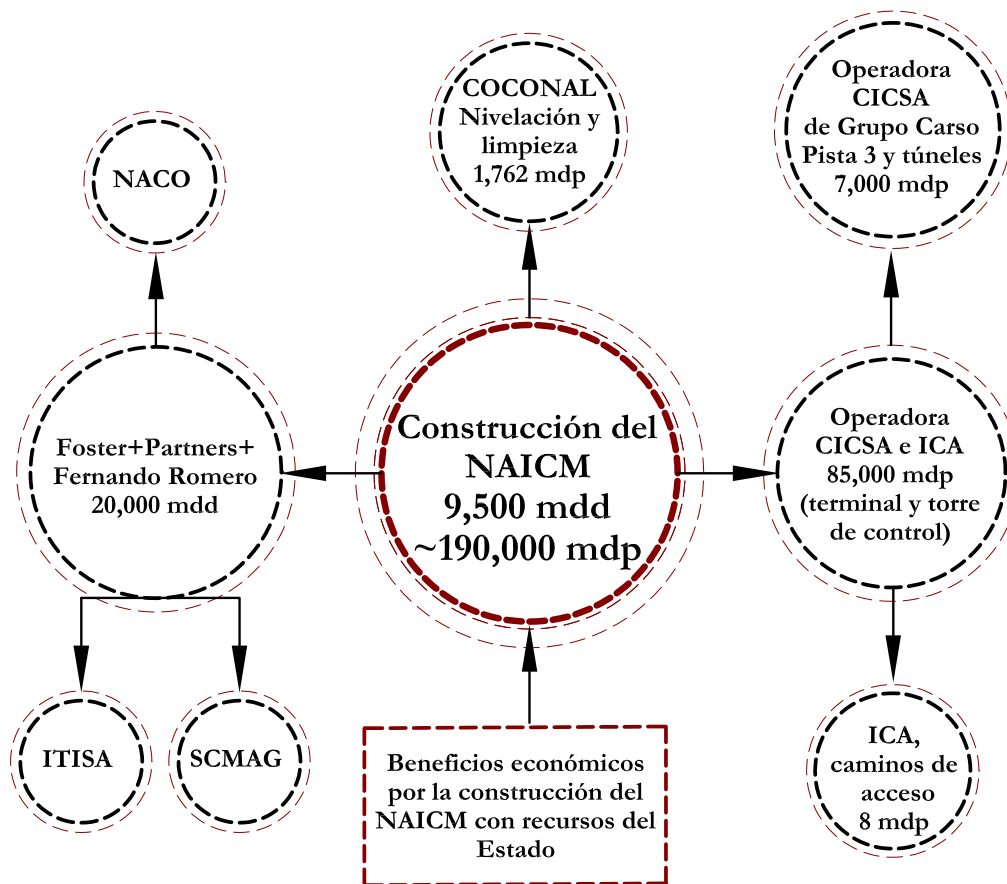 NACO
COCONAL
Nivelación y
limpieza
1,762 mdp
Operadora
CICSA
de Grupo Carso
Pista 3 y túneles
7,000 mdp
Foster+Partners+
Fernando Romero
20,000 mdd
Construcción del
NAICM
9,500 mdd
~190,000 mdp
Operadora
CICSA e ICA
85,000 mdp
(terminal y torre
de control)
ITISA
SCMAG
Beneficios económicos
por la construcción del
NAICM con recursos del
Estado
ICA,
caminos de
acceso
8 mdp